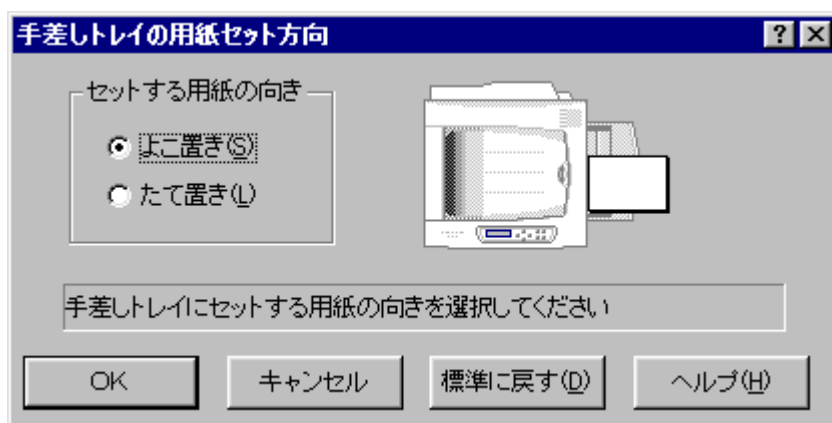 手差しトレイの用紙セット方向
セットする用紙の向き
よこ置き(S)
たて置き(L)
手差しトレイにセットする用紙の向きを選択してください
OK キャンセル 標準に戻す(D) ヘルプ(H)